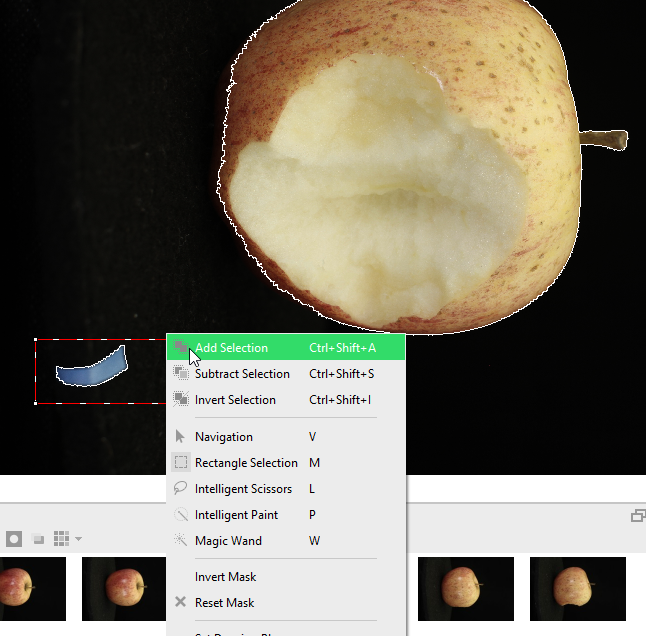 Add Selection Ctrl+Shift+A
Subtract Selection Ctrl+Shift+S
Invert Selection Ctrl+Shift+I
Navigation V
Rectangle Selection M
Intelligent Scissors L
Intelligent Paint P
Magic Wand W
Invert Mask
Reset Mask